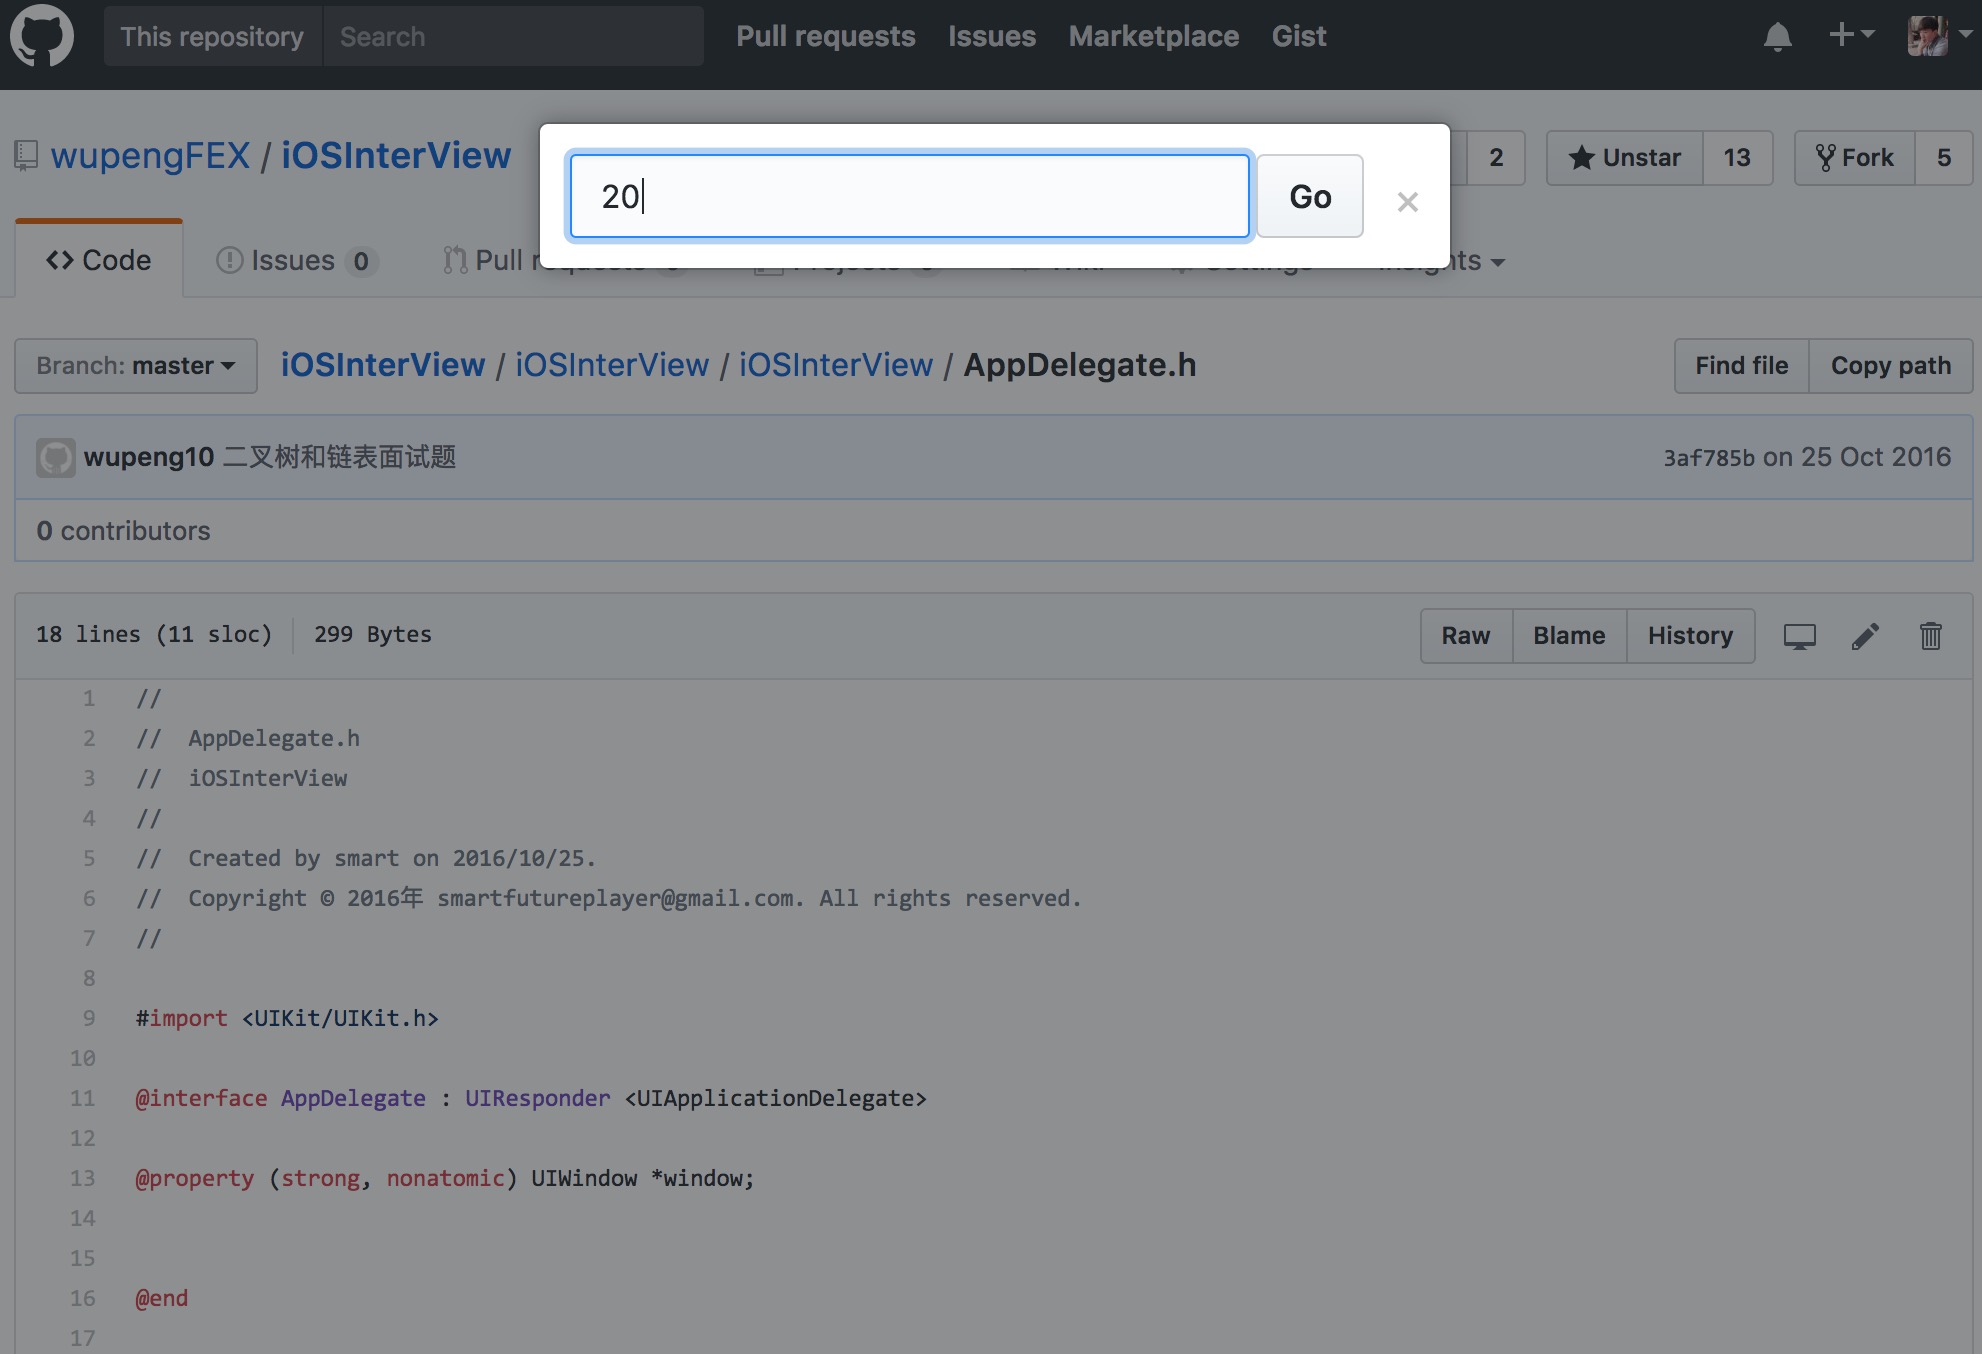 This repository Search Pull requests Issues Marketplace Gist
wupengFEX / iOSInterView 2 Unstar 13 Fork 5
20 Go ×
Code Issues 0 Pull
Branch: master iOSInterView / iOSInterView / iOSInterView / AppDelegate.h Find file Copy path
wupeng10 二叉树和链表面试题 3af785b on 25 Oct 2016
0 contributors
18 lines (11 sloc) 299 Bytes Raw Blame History
1 //
2 // AppDelegate.h
3 // iOSInterView
4 //
5 // Created by smart on 2016/10/25.
6 // Copyright © 2016年 smartfutureplayer@gmail.com. All rights reserved.
7 //
8
9 #import <UIKit/UIKit.h>
10
11 @interface AppDelegate : UIResponder <UIApplicationDelegate>
12
13 @property (strong, nonatomic) UIWindow *window;
14
15
16 @end
17